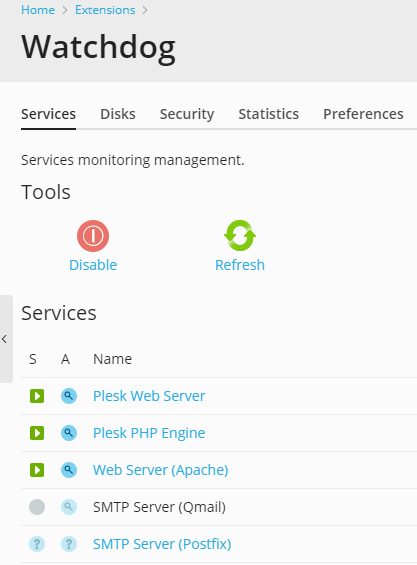 Home > Extensions >
Watchdog
Services Disks Security Statistics Preferences
Services monitoring management.
Tools
Disable Refresh
Services
S A Name
Plesk Web Server
Plesk PHP Engine
Web Server (Apache)
SMTP Server (Qmail)
? ? SMTP Server (Postfix)